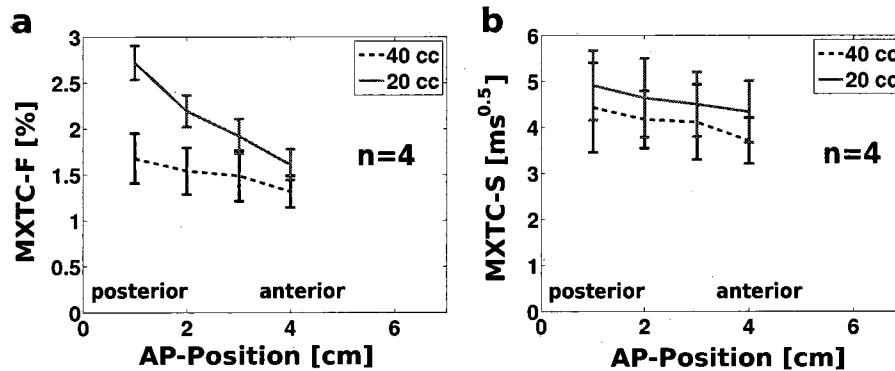 a
3
2.5
2
1.5
1
0.5
0
MXTC-F [%]
40 cc
20 cc
n=4
posterior anterior
0 2 4 6
AP-Position [cm]
b
6
5
4
3
2
1
0
MXTC-S [ms^0.5]
40 cc
20 cc
n=4
posterior anterior
0 2 4 6
AP-Position [cm]